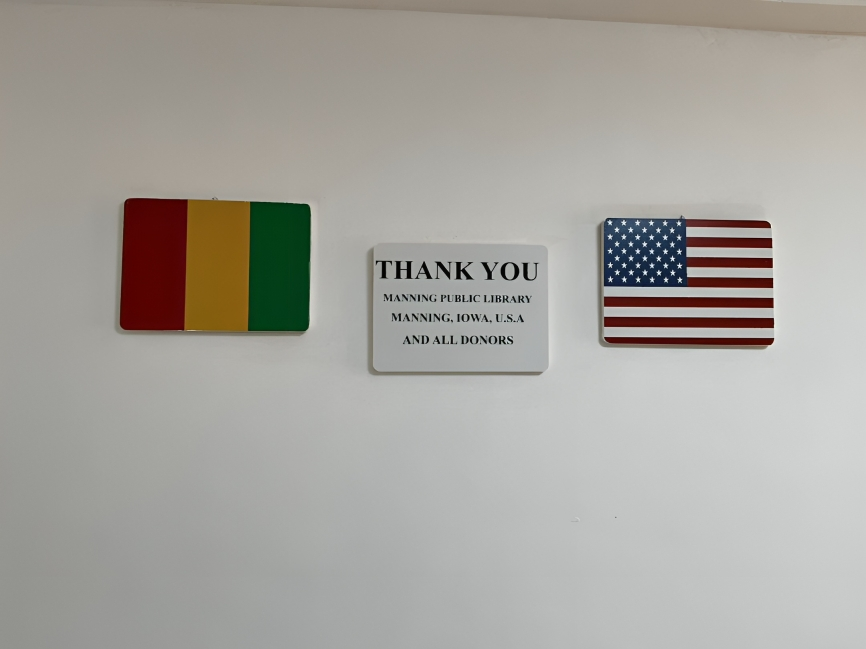 THANK YOU
MANNING PUBLIC LIBRARY
MANNING, IOWA, U.S.A
AND ALL DONORS